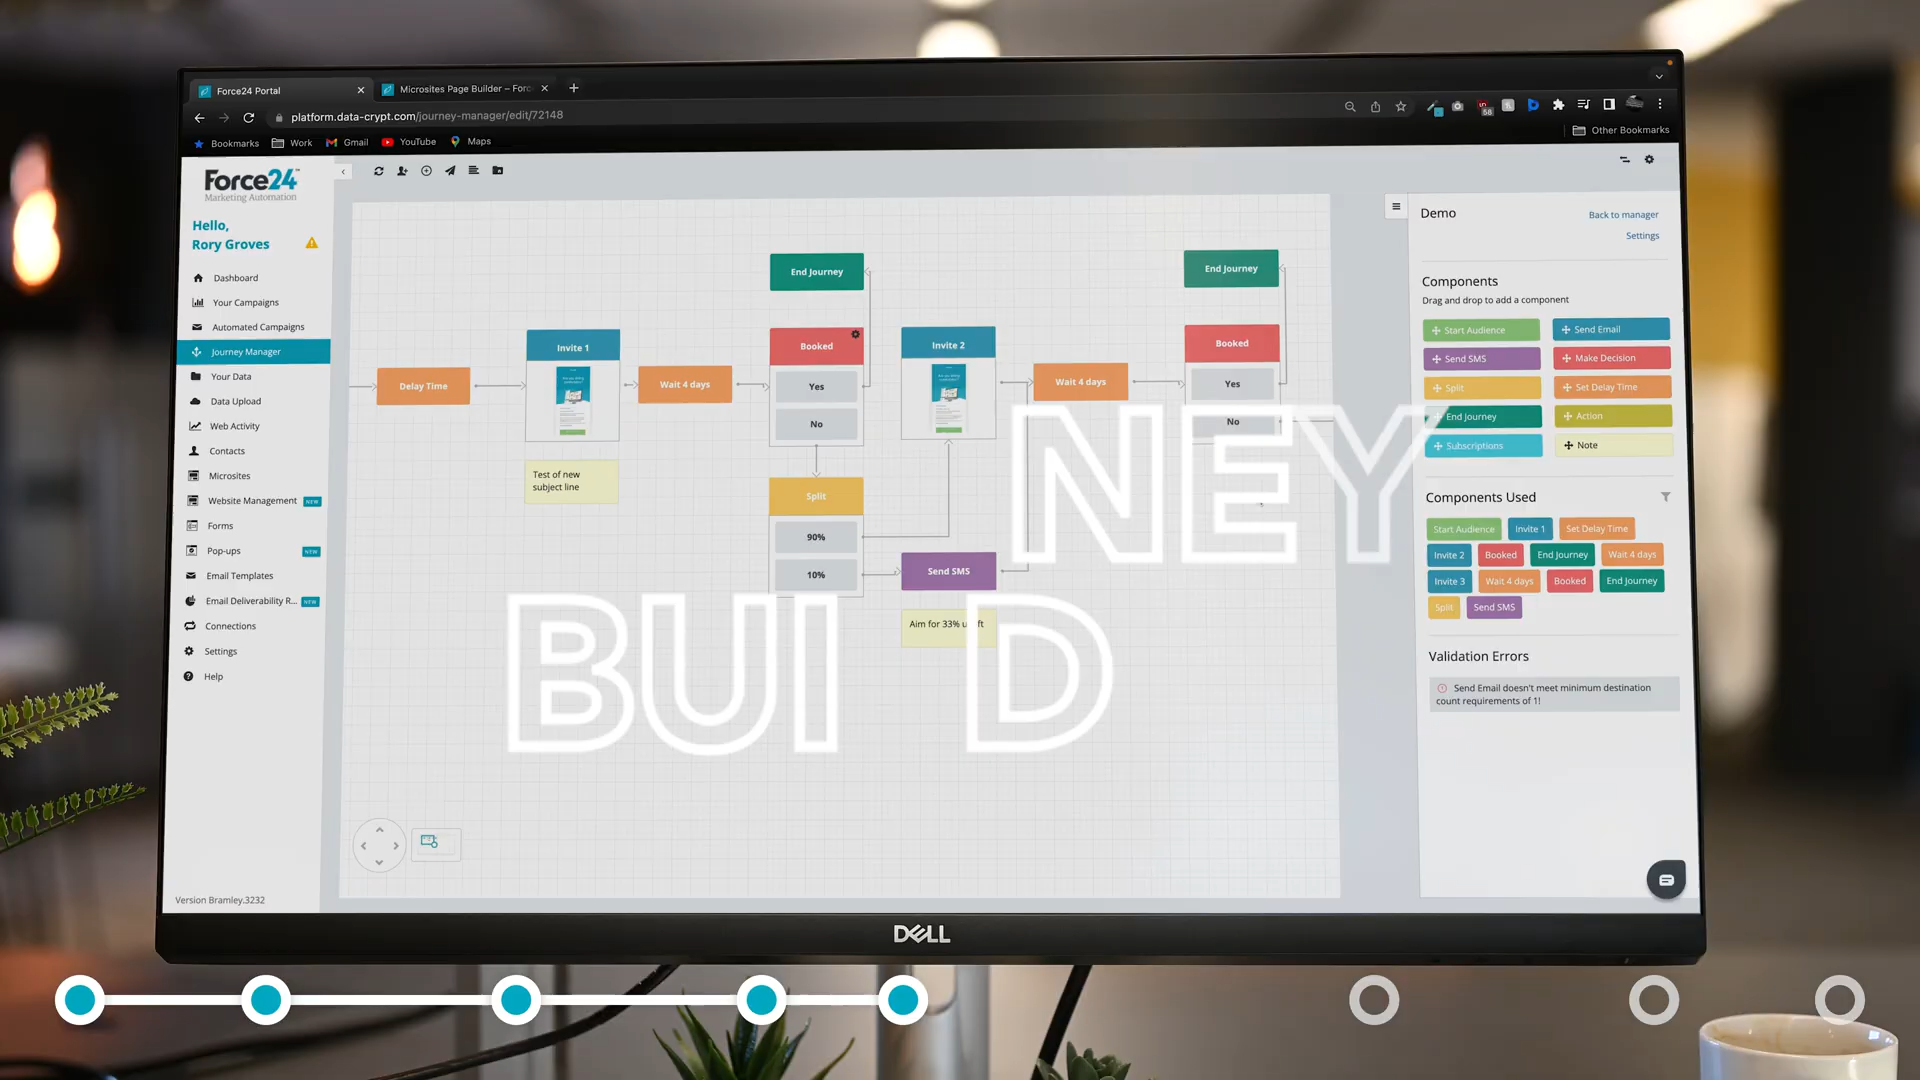 Force24 Portal
Microsites Page Builder – For
platform.data-crypt.com/journey-manager/edit/72148
58
Bookmarks
Work
Gmail
YouTube
Maps
Other Bookmarks
Force24
Marketing Automation
Hello,
Rory Groves
Dashboard
Your Campaigns
Automated Campaigns
Journey Manager
Your Data
Data Upload
Web Activity
Contacts
Microsites
Website Management NEW
Forms
Pop-ups NEW
Email Templates
Email Deliverability R... NEW
Connections
Settings
Help
Version Bramley.3232
Delay Time
Invite 1
Test of new
subject line
Wait 4 days
End Journey
Booked
Yes
No
Split
90%
10%
Invite 2
Send SMS
Aim for 33%
Wait 4 days
End Journey
Booked
Yes
No
NEY
BUI D
Demo
Back to manager
Settings
Components
Drag and drop to add a component
Start Audience
Send Email
Send SMS
Make Decision
Split
Set Delay Time
End Journey
Action
Subscriptions
Note
Components Used
Start Audience
Invite 1
Set Delay Time
Invite 2
Booked
End Journey
Wait 4 days
Invite 3
Wait 4 days
Booked
End Journey
Split
Send SMS
Validation Errors
Send Email doesn't meet minimum destination
count requirements of 1!
DELL